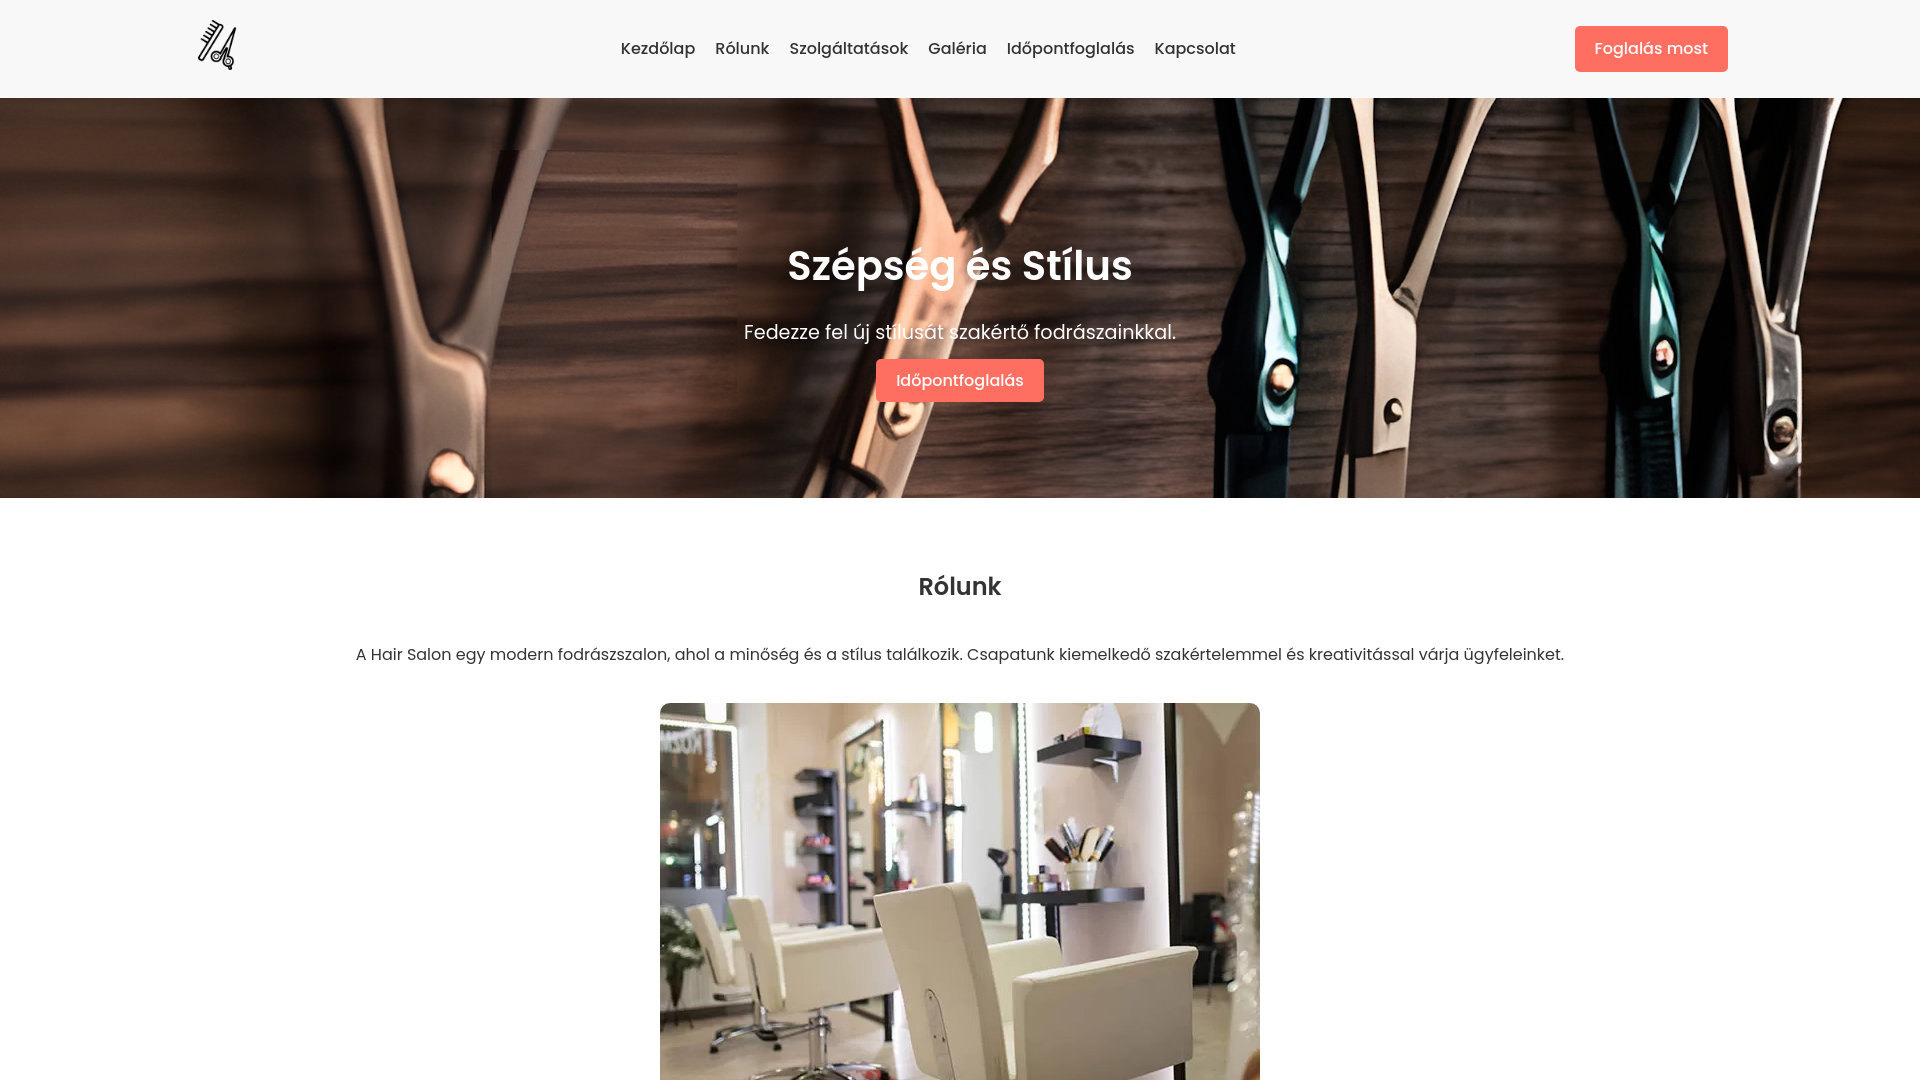 Kezdőlap Rólunk Szolgáltatások Galéria Időpontfoglalás Kapcsolat Foglalás most
Szépség és Stílus
Fedezze fel új stílusát szakértő fodrászainkkal.
Időpontfoglalás
Rólunk
A Hair Salon egy modern fodrászszalon, ahol a minőség és a stílus találkozik. Csapatunk kiemelkedő szakértelemmel és kreativitással várja ügyfeleinket.